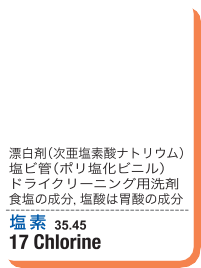 漂白剤(次亜塩素酸ナトリウム)
塩ビ管(ポリ塩化ビニル)
ドライクリーニング用洗剤
食塩の成分, 塩酸は胃酸の成分
塩素 35.45
17 Chlorine